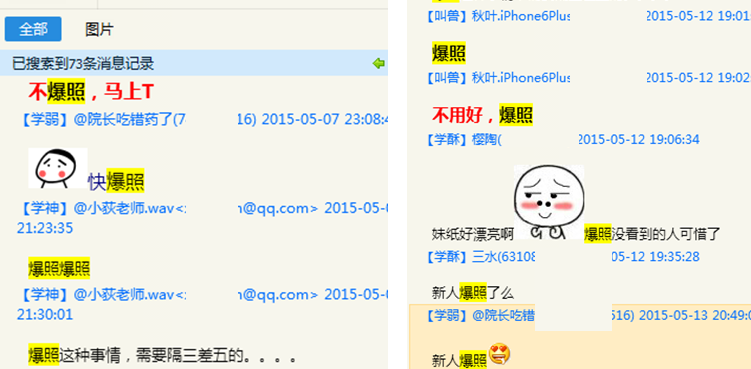 全部 图片
已搜索到73条消息记录
不爆照，马上T
【学弱】@院长吃错药了(7 16) 2015-05-07 23:08:4
快爆照
【学神】@小荻老师.wav< n@qq.com> 2015-05-0
21:23:35
爆照爆照
【学神】@小荻老师.wav< n@qq.com> 2015-05-0
21:30:01
爆照这种事情，需要隔三差五的。。。。
【叫兽】秋叶.iPhone6Plus 2015-05-12 19:01
爆照
【叫兽】秋叶.iPhone6Plus 2015-05-12 19:02
不用好，爆照
【学酥】樱陶( 2015-05-12 19:06:34
妹纸好漂亮啊 爆照没看到的人可惜了
【学酥】三水(63108 -05-12 19:35:28
新人爆照了么
【学弱】@院长吃错 516) 2015-05-13 20:49:0
新人爆照